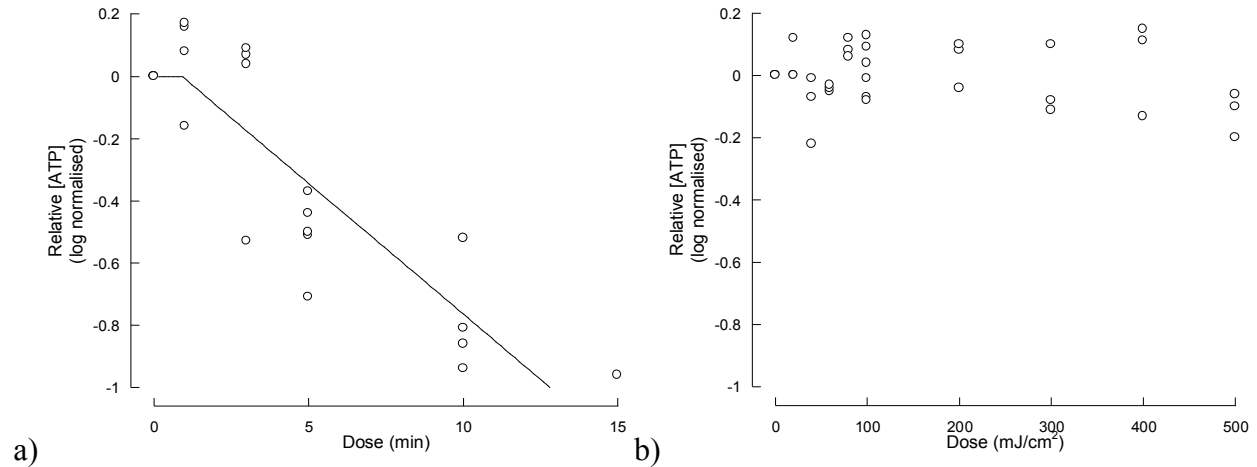 0.2
0
-0.2
-0.4
-0.6
-0.8
-1
Relative [ATP]
(log normalised)
0 5 10 15
Dose (min)
a)
0.2
0
-0.2
-0.4
-0.6
-0.8
-1
Relative [ATP]
(log normalised)
0 100 200 300 400 500
Dose (mJ/cm²)
b)